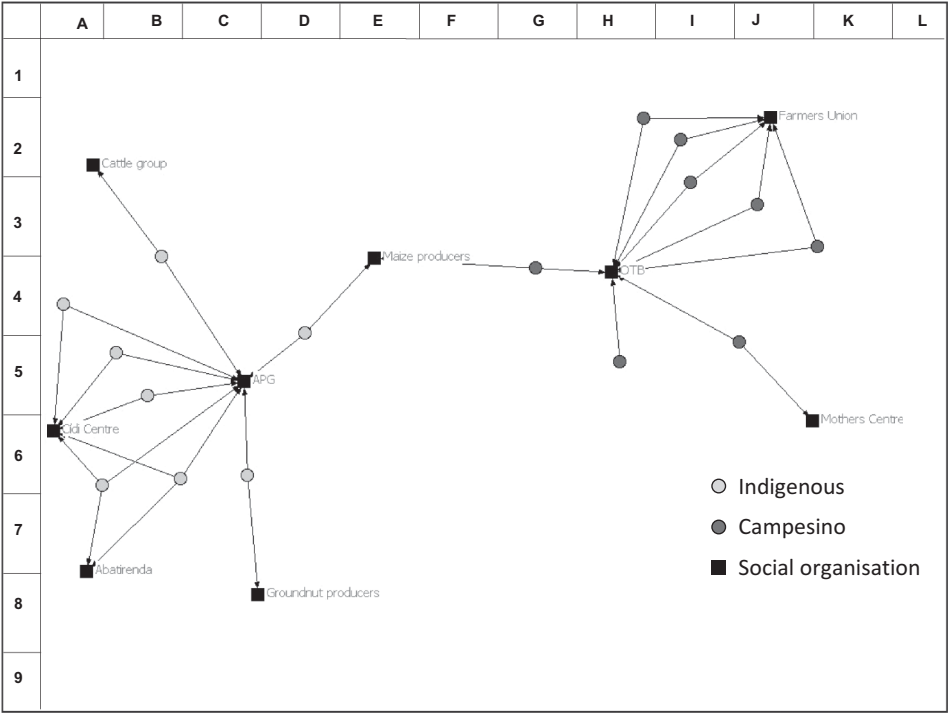 A B C D E F G H I J K L
1
2
3
4
5
6
7
8
9
Farmers Union
Cattle group
Maize producers
OTB
APG
Mothers Centre
Cidi Centre
Abatirenda
Groundnut producers
Indigenous
Campesino
Social organisation